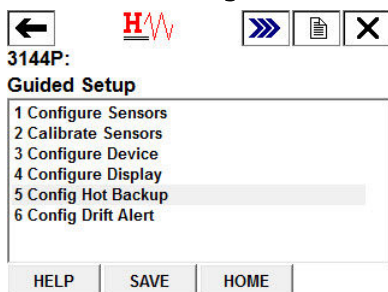 H
3144P:
Guided Setup
1 Configure Sensors
2 Calibrate Sensors
3 Configure Device
4 Configure Display
5 Config Hot Backup
6 Config Drift Alert
HELP SAVE HOME